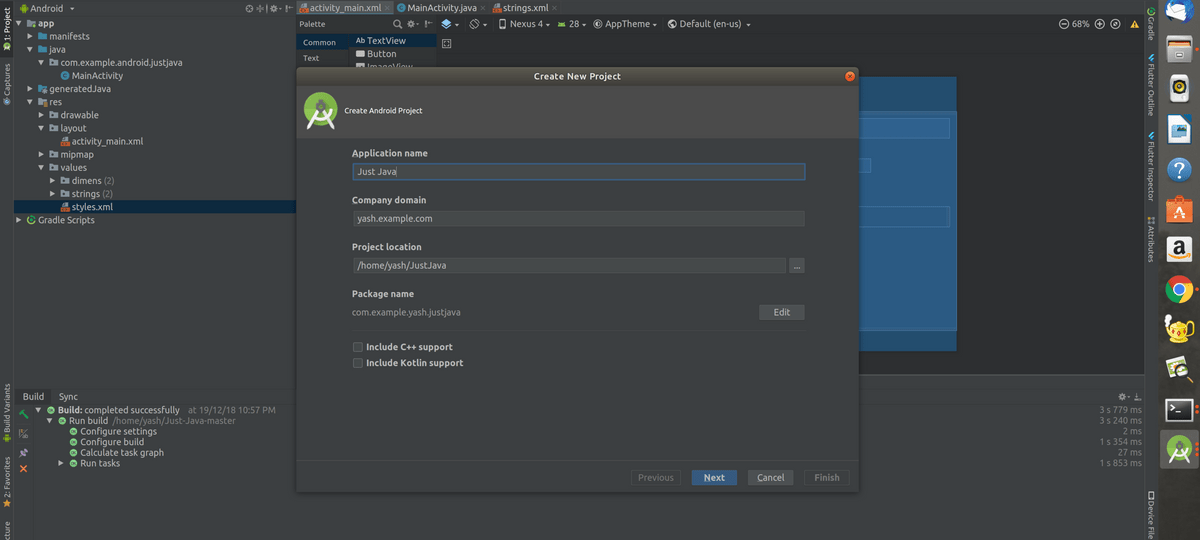 Android
activity_main.xml
MainActivity.java
strings.xml
1: Project
Captures
Build Variants
2: Favorites
cture
app
manifests
java
com.example.android.justjava
MainActivity
generatedJava
res
drawable
layout
activity_main.xml
mipmap
values
dimens (2)
strings (2)
styles.xml
Gradle Scripts
Palette
Nexus 4
28
AppTheme
Default (en-us)
68%
Common
Text
Ab TextView
Button
ImageView
Create New Project
Create Android Project
Application name
Just Java
Company domain
yash.example.com
Project location
/home/yash/JustJava
...
Package name
com.example.yash.justjava
Edit
Include C++ support
Include Kotlin support
Previous
Next
Cancel
Finish
Build
Sync
Build: completed successfully at 19/12/18 10:57 PM
3 s 779 ms
Run build /home/yash/Just-Java-master
3 s 240 ms
Configure settings
2 ms
Configure build
1 s 354 ms
Calculate task graph
27 ms
Run tasks
1 s 853 ms
Gradle
Flutter Outline
Flutter Inspector
Attributes
Device File